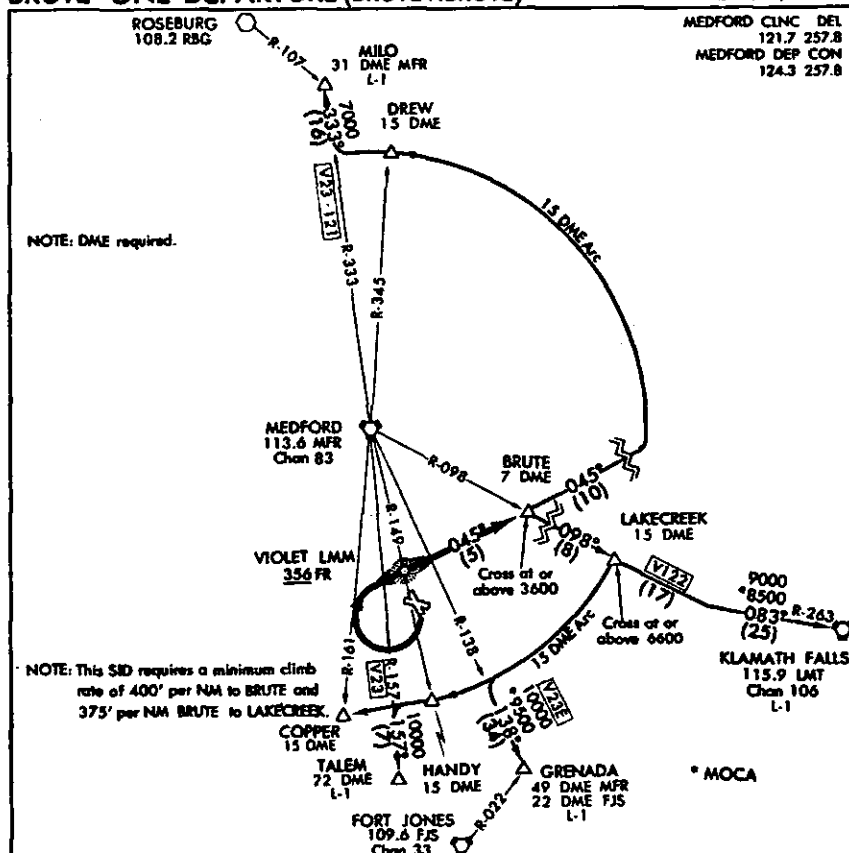 ROSEBURG
108.2 RBG
R-107
MILO
31 DME MFR
L-1
MEDFORD CLNC DEL
121.7 257.8
MEDFORD DEP CON
124.3 257.8
7000
333°
(16)
DREW
15 DME
V23-121
R-333
R-345
15 DME Arc
NOTE: DME required.
MEDFORD
113.6 MFR
Chan 83
R-098
BRUTE
7 DME
045°
(10)
R-149
045°
(5)
098°
(8)
LAKECREEK
15 DME
VIOLET LMM
356 FR
Cross at or
above 3600
V122
(17)
9000
*8500
083°
(25)
R-263
Cross at or
above 6600
R-138
15 DME Arc
KLAMATH FALLS
115.9 LMT
Chan 106
L-1
R-161
V23
R-157
NOTE: This SID requires a minimum climb
rate of 400' per NM to BRUTE and
375' per NM BRUTE to LAKECREEK.
COPPER
15 DME
10000
157°
(7)
V23E
10000
*9500
138°
(34)
TALEM
72 DME
L-1
HANDY
15 DME
GRENADA
49 DME MFR
22 DME FJS
L-1
* MOCA
R-022
FORT JONES
109.6 FJS
Chan 33